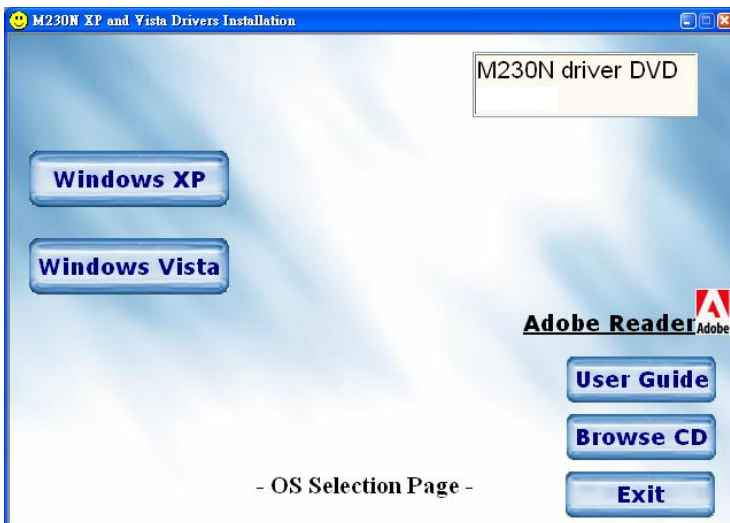 M230N XP and Vista Drivers Installation
M230N driver DVD
Windows XP
Windows Vista
Adobe Reader
Adobe
User Guide
Browse CD
- OS Selection Page -
Exit